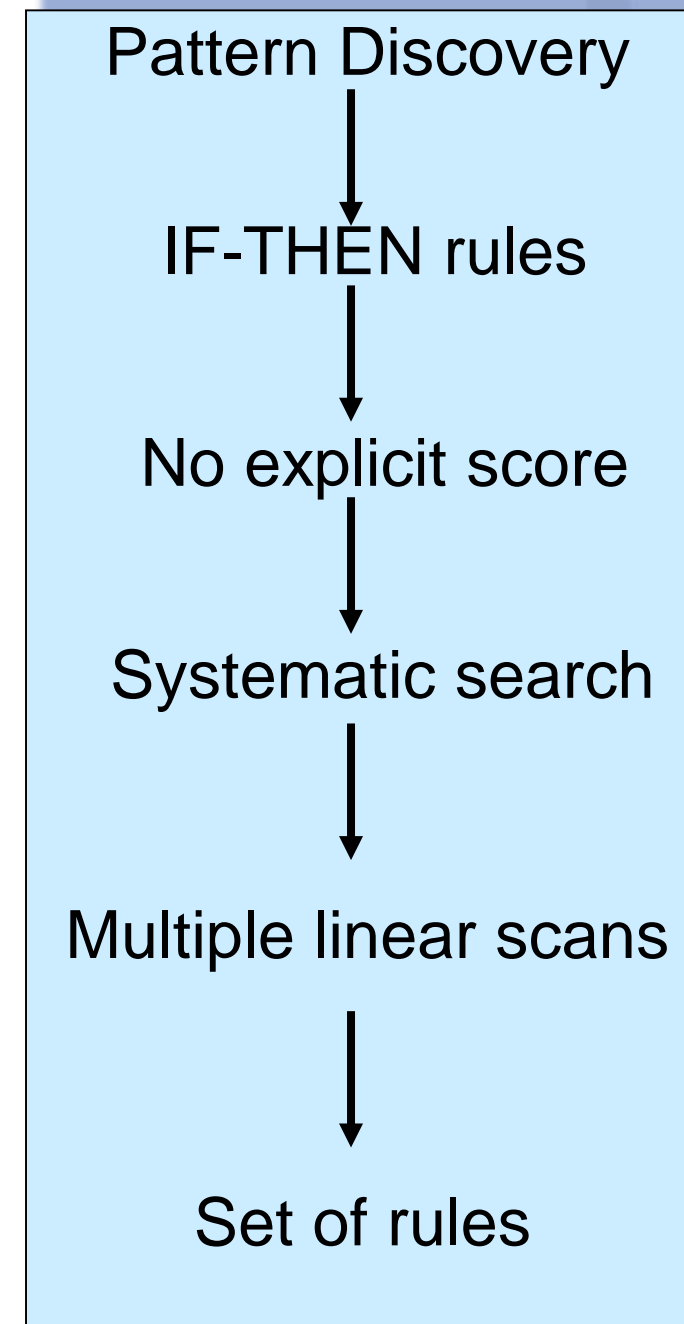 Pattern Discovery
IF-THEN rules
No explicit score
Systematic search
Multiple linear scans
Set of rules